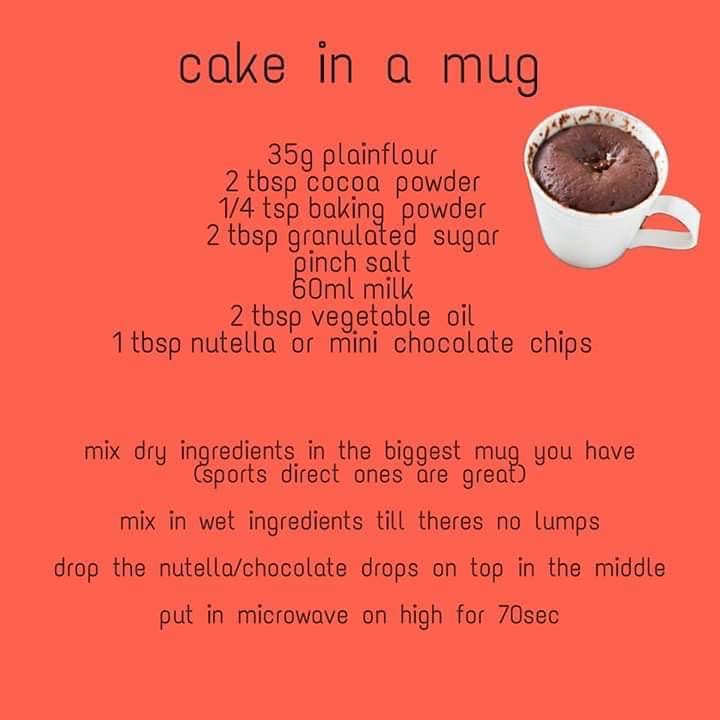 cake in a mug
35g plainflour
2 tbsp cocoa powder
1/4 tsp baking powder
2 tbsp granulated sugar
pinch salt
60ml milk
2 tbsp vegetable oil
1 tbsp nutella or mini chocolate chips
mix dry ingredients in the biggest mug you have
(sports direct ones are great)
mix in wet ingredients till theres no lumps
drop the nutella/chocolate drops on top in the middle
put in microwave on high for 70sec